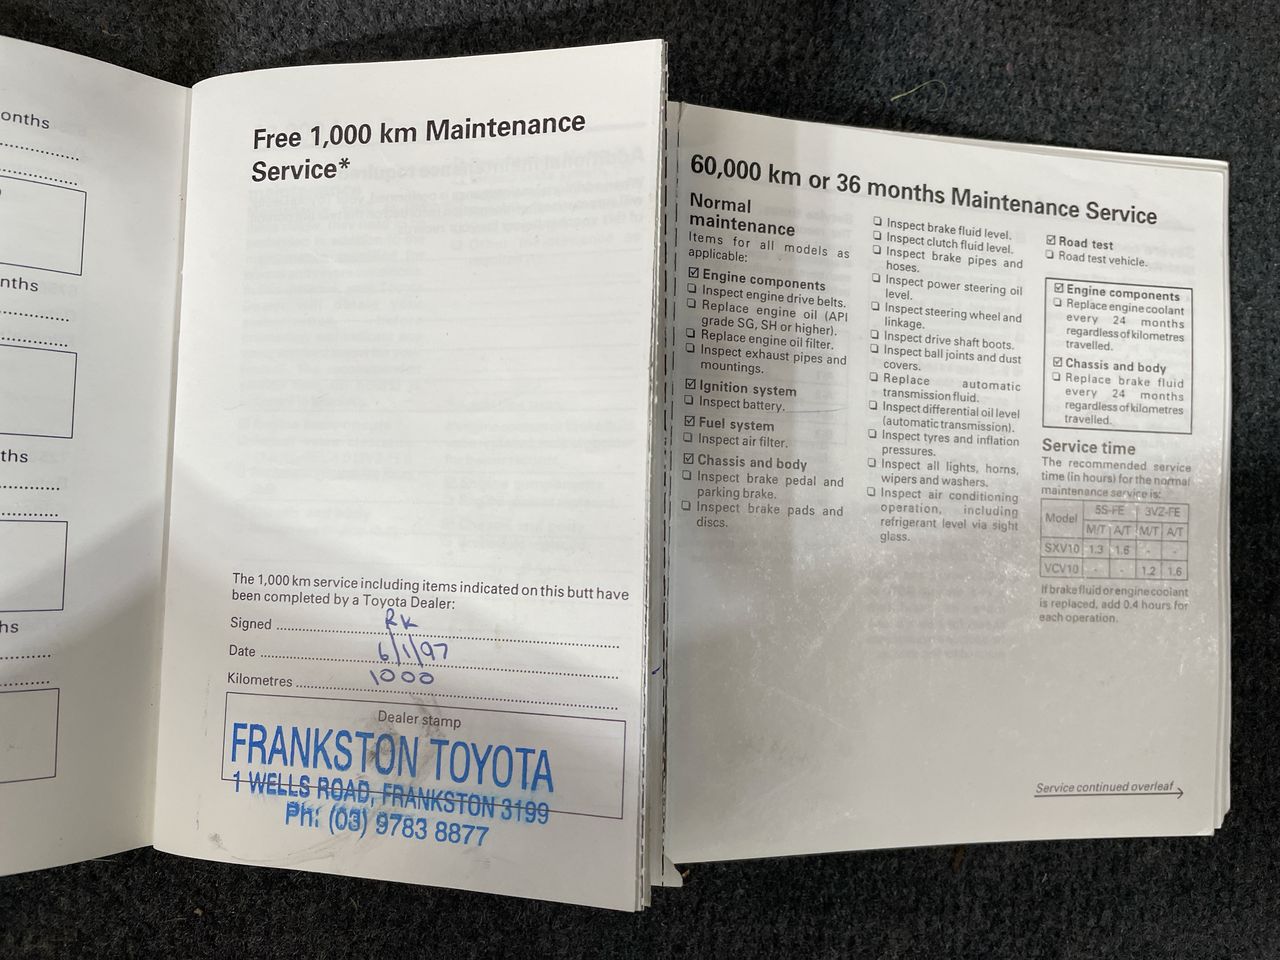 onths
nths
ths
hs
Free 1,000 km Maintenance
Service*
The 1,000 km service including items indicated on this butt have
been completed by a Toyota Dealer:
Signed RK
Date 6/1/97
Kilometres 1000
Dealer stamp
FRANKSTON TOYOTA
1 WELLS ROAD, FRANKSTON 3199
Ph: (03) 9783 8877
60,000 km or 36 months Maintenance Service
Normal
maintenance
Items for all models as
applicable:
☑ Engine components
❏ Inspect engine drive belts.
❏ Replace engine oil (API
grade SG, SH or higher).
❏ Replace engine oil filter.
❏ Inspect exhaust pipes and
mountings.
☑ Ignition system
❏ Inspect battery.
☑ Fuel system
❏ Inspect air filter.
☑ Chassis and body
❏ Inspect brake pedal and
parking brake.
❏ Inspect brake pads and
discs.
❏ Inspect brake fluid level.
❏ Inspect clutch fluid level.
❏ Inspect brake pipes and
hoses.
❏ Inspect power steering oil
level.
❏ Inspect steering wheel and
linkage.
❏ Inspect drive shaft boots.
❏ Inspect ball joints and dust
covers.
❏ Replace automatic
transmission fluid.
❏ Inspect differential oil level
(automatic transmission).
❏ Inspect tyres and inflation
pressures.
❏ Inspect all lights, horns,
wipers and washers.
❏ Inspect air conditioning
operation, including
refrigerant level via sight
glass.
☑ Road test
❏ Road test vehicle.
☑ Engine components
❏ Replace engine coolant
every 24 months
regardless of kilometres
travelled.
☑ Chassis and body
❏ Replace brake fluid
every 24 months
regardless of kilometres
travelled.
Service time
The recommended service
time (in hours) for the normal
maintenance service is:
Model 5S-FE 3VZ-FE
M/T A/T M/T A/T
SXV10 1.3 1.6 - -
VCV10 - - 1.2 1.6
If brake fluid or engine coolant
is replaced, add 0.4 hours for
each operation.
Service continued overleaf